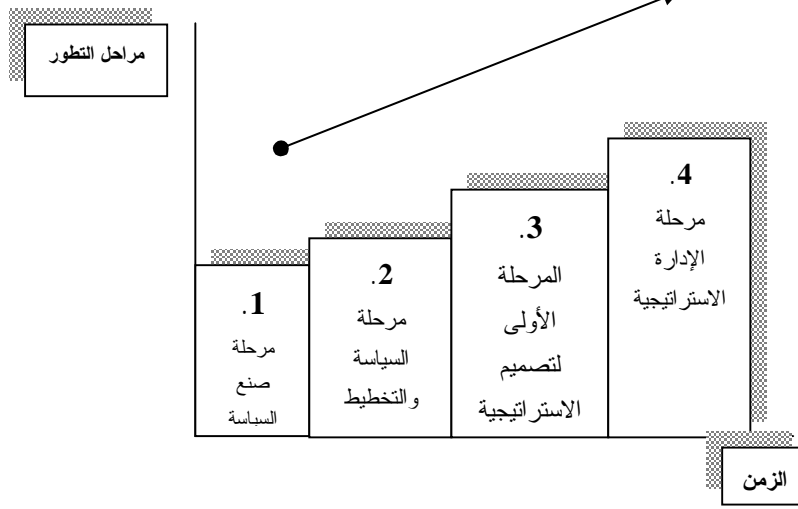 مراحل التطور
.4
مرحلة
الإدارة
الاستراتيجية
.3
المرحلة
الأولى
لتصميم
الاستراتيجية
.2
مرحلة
السياسة
والتخطيط
.1
مرحلة
صنع
السياسة
الزمن